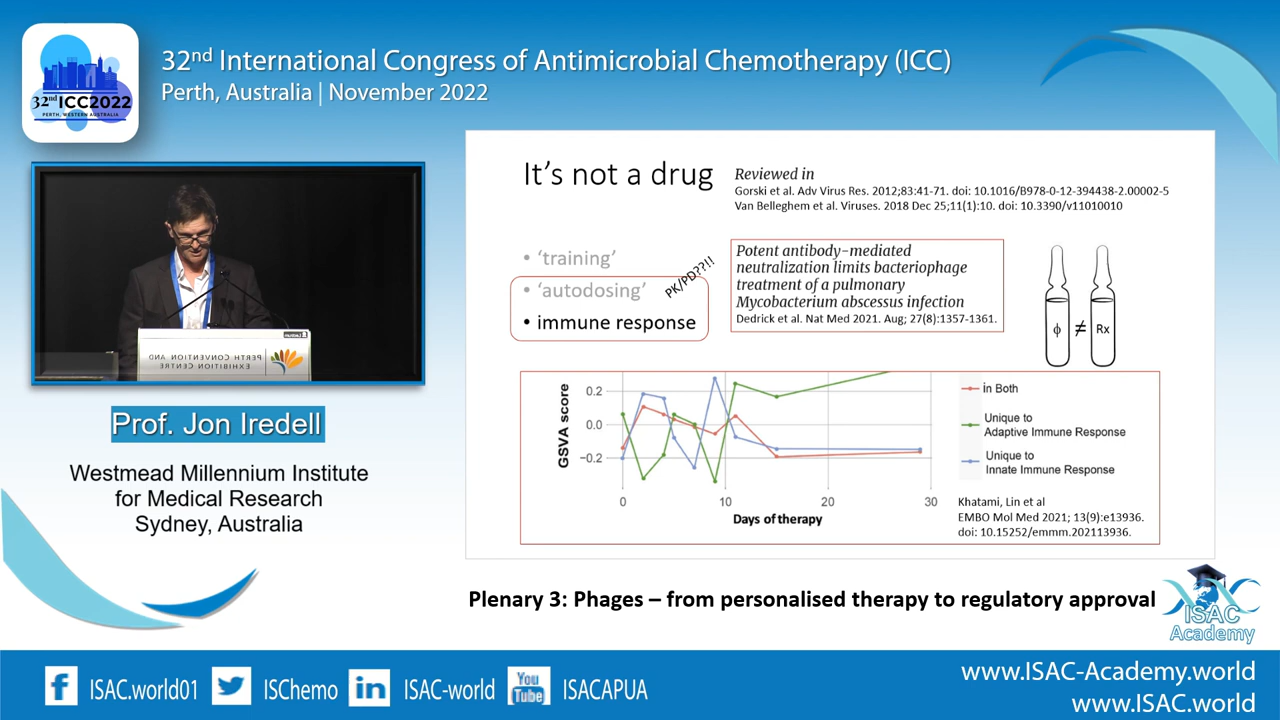 32nd International Congress of Antimicrobial Chemotherapy (ICC)
Perth, Australia | November 2022
32nd ICC2022
PERTH, WESTERN AUSTRALIA
PERTH CONVENTION AND
EXHIBITION CENTRE
Prof. Jon Iredell
Westmead Millennium Institute
for Medical Research
Sydney, Australia
It's not a drug
Reviewed in
Gorski et al. Adv Virus Res. 2012;83:41-71. doi: 10.1016/B978-0-12-394438-2.00002-5
Van Belleghem et al. Viruses. 2018 Dec 25;11(1):10. doi: 10.3390/v11010010
• 'training'
• 'autodosing'
• immune response
PK/PD??!!
Potent antibody-mediated
neutralization limits bacteriophage
treatment of a pulmonary
Mycobacterium abscessus infection
Dedrick et al. Nat Med 2021. Aug; 27(8):1357-1361.
ϕ ≠ Rx
GSVA score
0.2
0.0
−0.2
0 10 20 30
Days of therapy
in Both
Unique to
Adaptive Immune Response
Unique to
Innate Immune Response
Khatami, Lin et al
EMBO Mol Med 2021; 13(9):e13936.
doi: 10.15252/emmm.202113936.
Plenary 3: Phages – from personalised therapy to regulatory approval
ISAC
Academy
f ISAC.world01 ISChemo in ISAC-world You Tube ISACAPUA
www.ISAC-Academy.world
www.ISAC.world